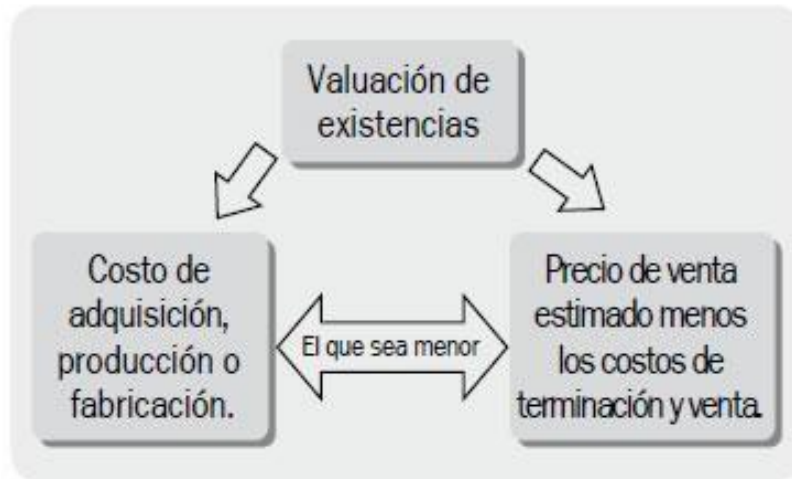 Valuación de
existencias
Costo de
adquisición,
producción o
fabricación.
El que sea menor
Precio de venta
estimado menos
los costos de
terminación y venta.